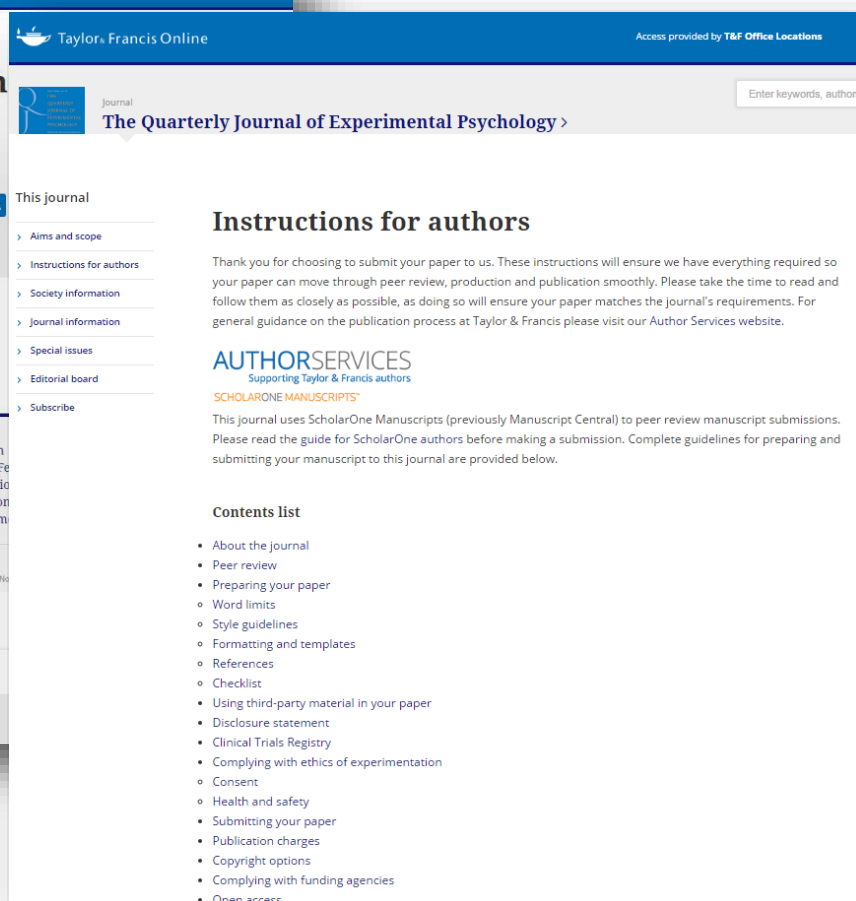 Taylor & Francis Online
Access provided by T&F Office Locations
Enter keywords, author
Journal
The Quarterly Journal of Experimental Psychology >
This journal
Aims and scope
Instructions for authors
Society information
Journal information
Special issues
Editorial board
Subscribe
Instructions for authors
Thank you for choosing to submit your paper to us. These instructions will ensure we have everything required so
your paper can move through peer review, production and publication smoothly. Please take the time to read and
follow them as closely as possible, as doing so will ensure your paper matches the journal's requirements. For
general guidance on the publication process at Taylor & Francis please visit our Author Services website.
AUTHORSERVICES
Supporting Taylor & Francis authors
SCHOLARONE MANUSCRIPTS™
This journal uses ScholarOne Manuscripts (previously Manuscript Central) to peer review manuscript submissions.
Please read the guide for ScholarOne authors before making a submission. Complete guidelines for preparing and
submitting your manuscript to this journal are provided below.
Contents list
About the journal
Peer review
Preparing your paper
Word limits
Style guidelines
Formatting and templates
References
Checklist
Using third-party material in your paper
Disclosure statement
Clinical Trials Registry
Complying with ethics of experimentation
Consent
Health and safety
Submitting your paper
Publication charges
Copyright options
Complying with funding agencies
Open access